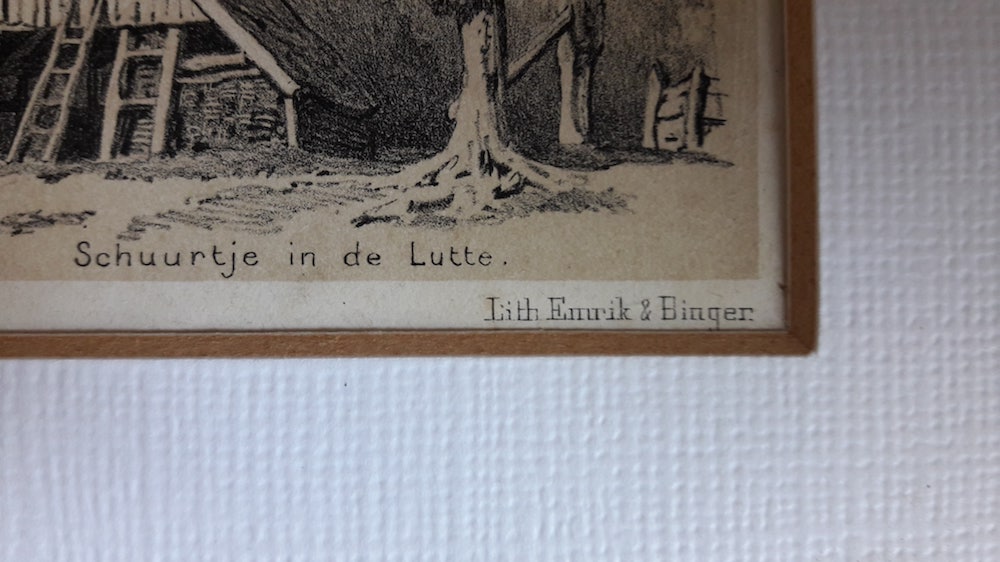 Schuurtje in de Lutte.
Lith. Emrik & Binger.